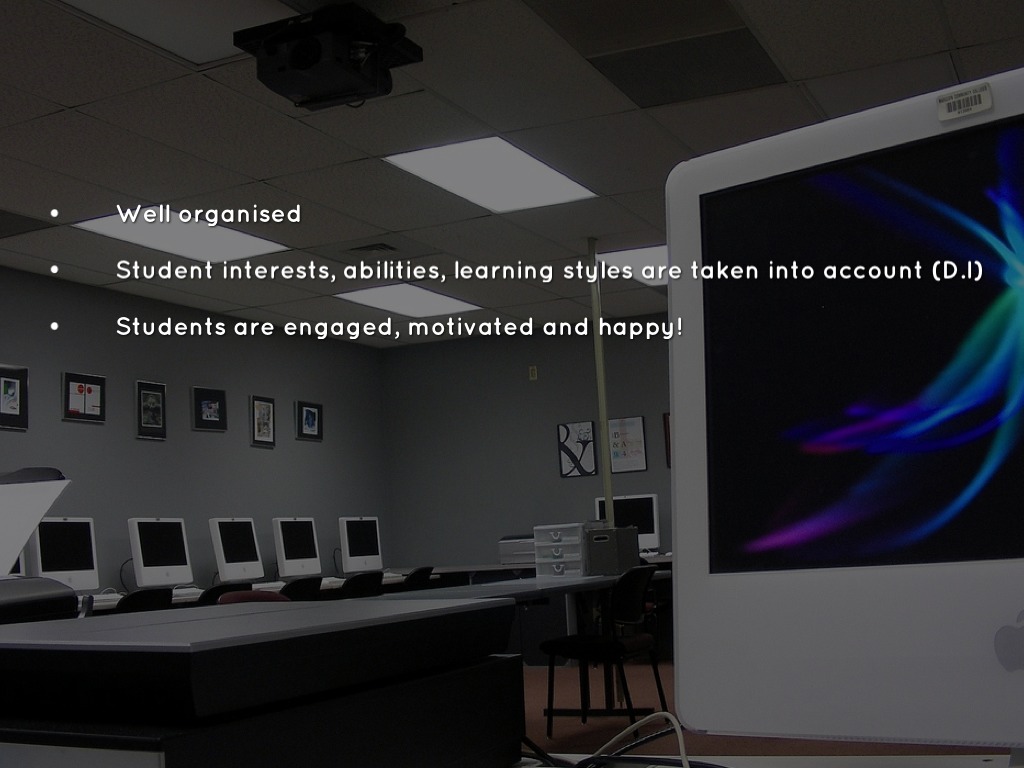 • Well organised
• Student interests, abilities, learning styles are taken into account (D.I)
• Students are engaged, motivated and happy!